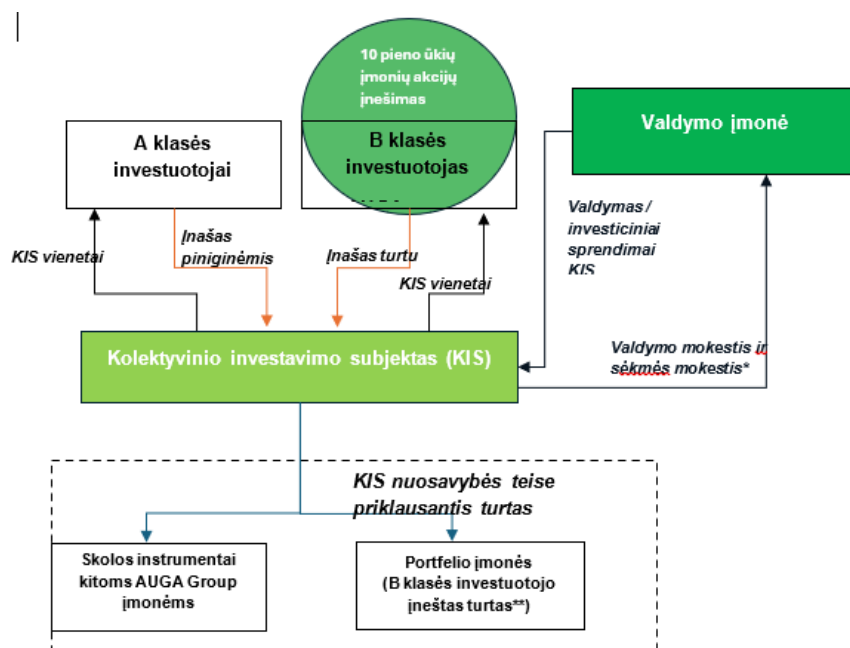 10 pieno ūkių
įmonių akcijų
įnešimas
A klasės
investuotojai
B klasės
investuotojas
Valdymo įmonė
KIS vienetai
Įnašas
piniginėmis
Įnašas turtu
KIS vienetai
Valdymas /
investiciniai
sprendimai
KIS
Kolektyvinio investavimo subjektas (KIS)
Valdymo mokestis ir
sėkmės mokestis*
KIS nuosavybės teise
priklausantis turtas
Skolos instrumentai
kitoms AUGA Group
įmonėms
Portfelio įmonės
(B klasės investuotojo
įneštas turtas**)